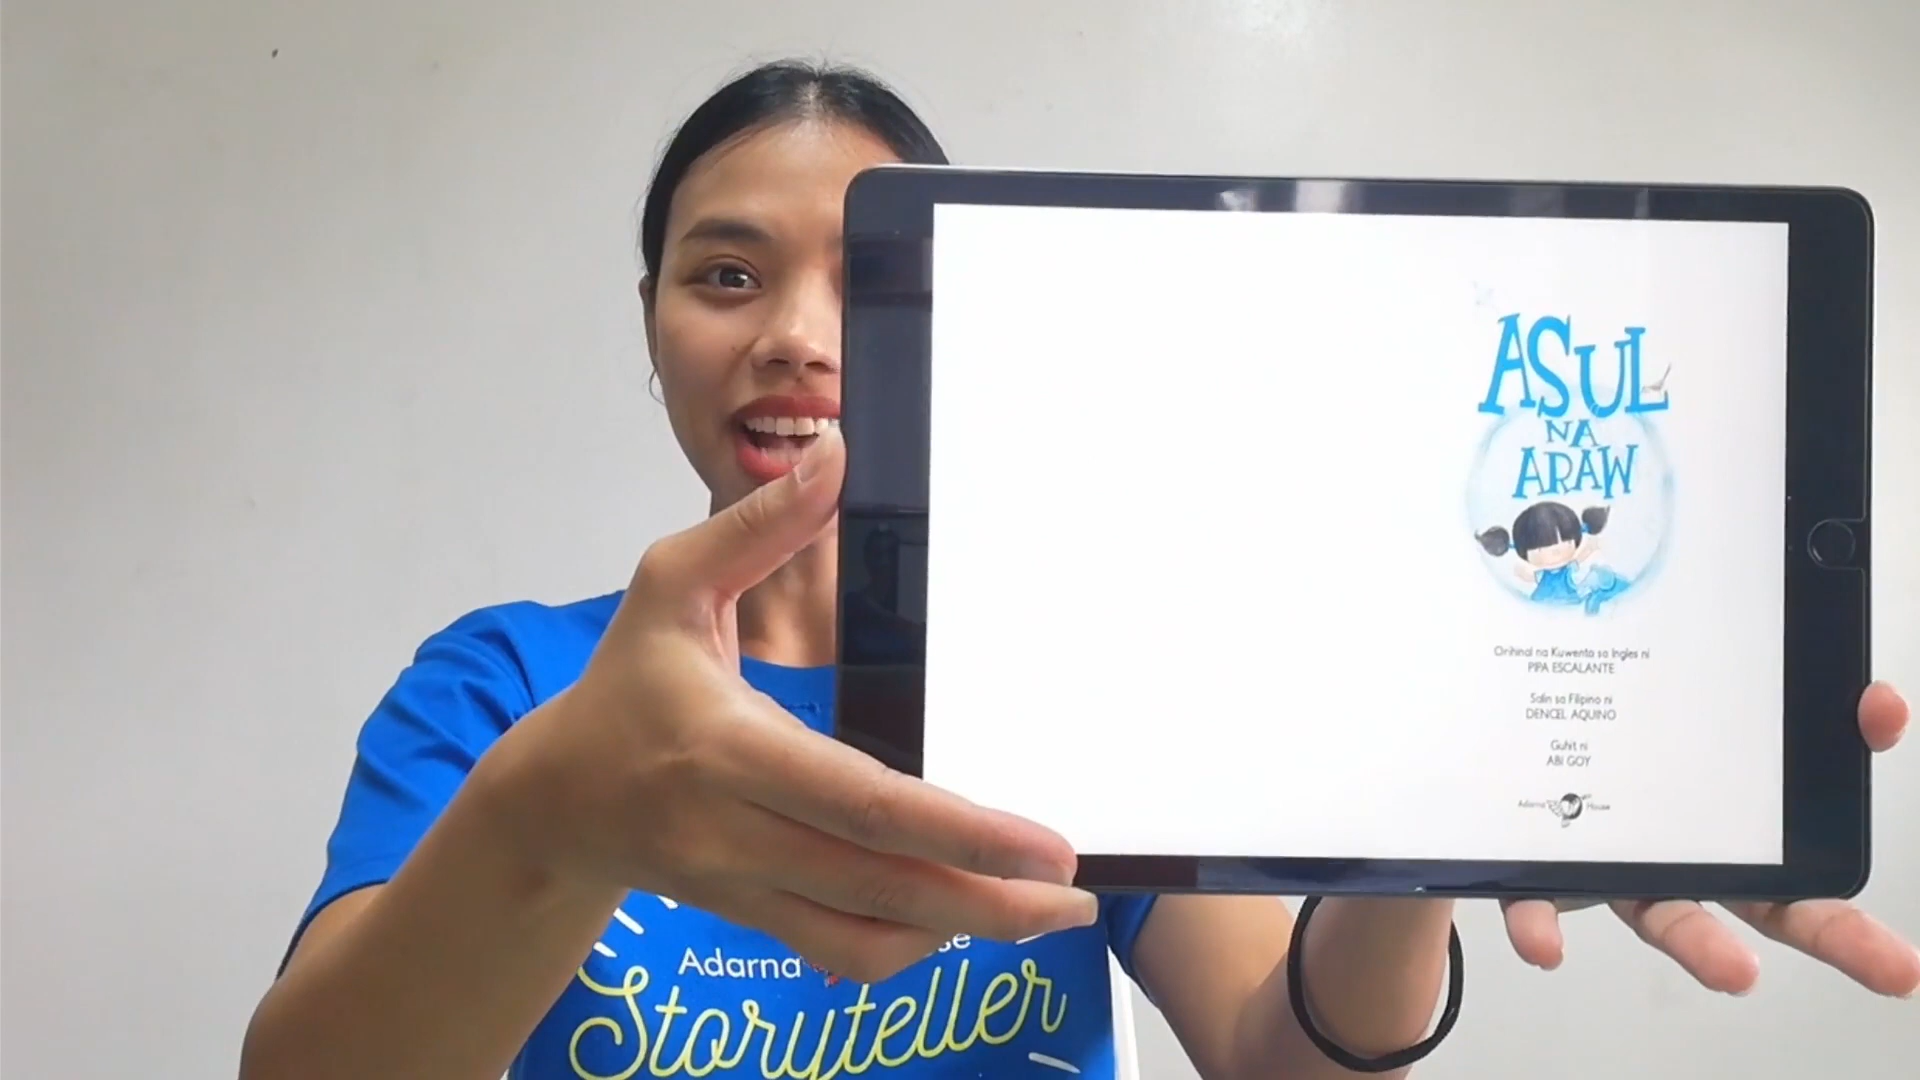 ASUL
NA
ARAW
Orihinal na Kuwento sa Ingles ni
PIPA ESCALANTE
Salin sa Filipino ni
DENCEL AQUINO
Guhit ni
ABI GOY
Adarna House
Adarna se
Storyteller